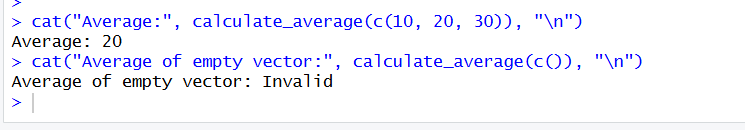 >
> cat("Average:", calculate_average(c(10, 20, 30)), "\n")
Average: 20
> cat("Average of empty vector:", calculate_average(c()), "\n")
Average of empty vector: Invalid
>